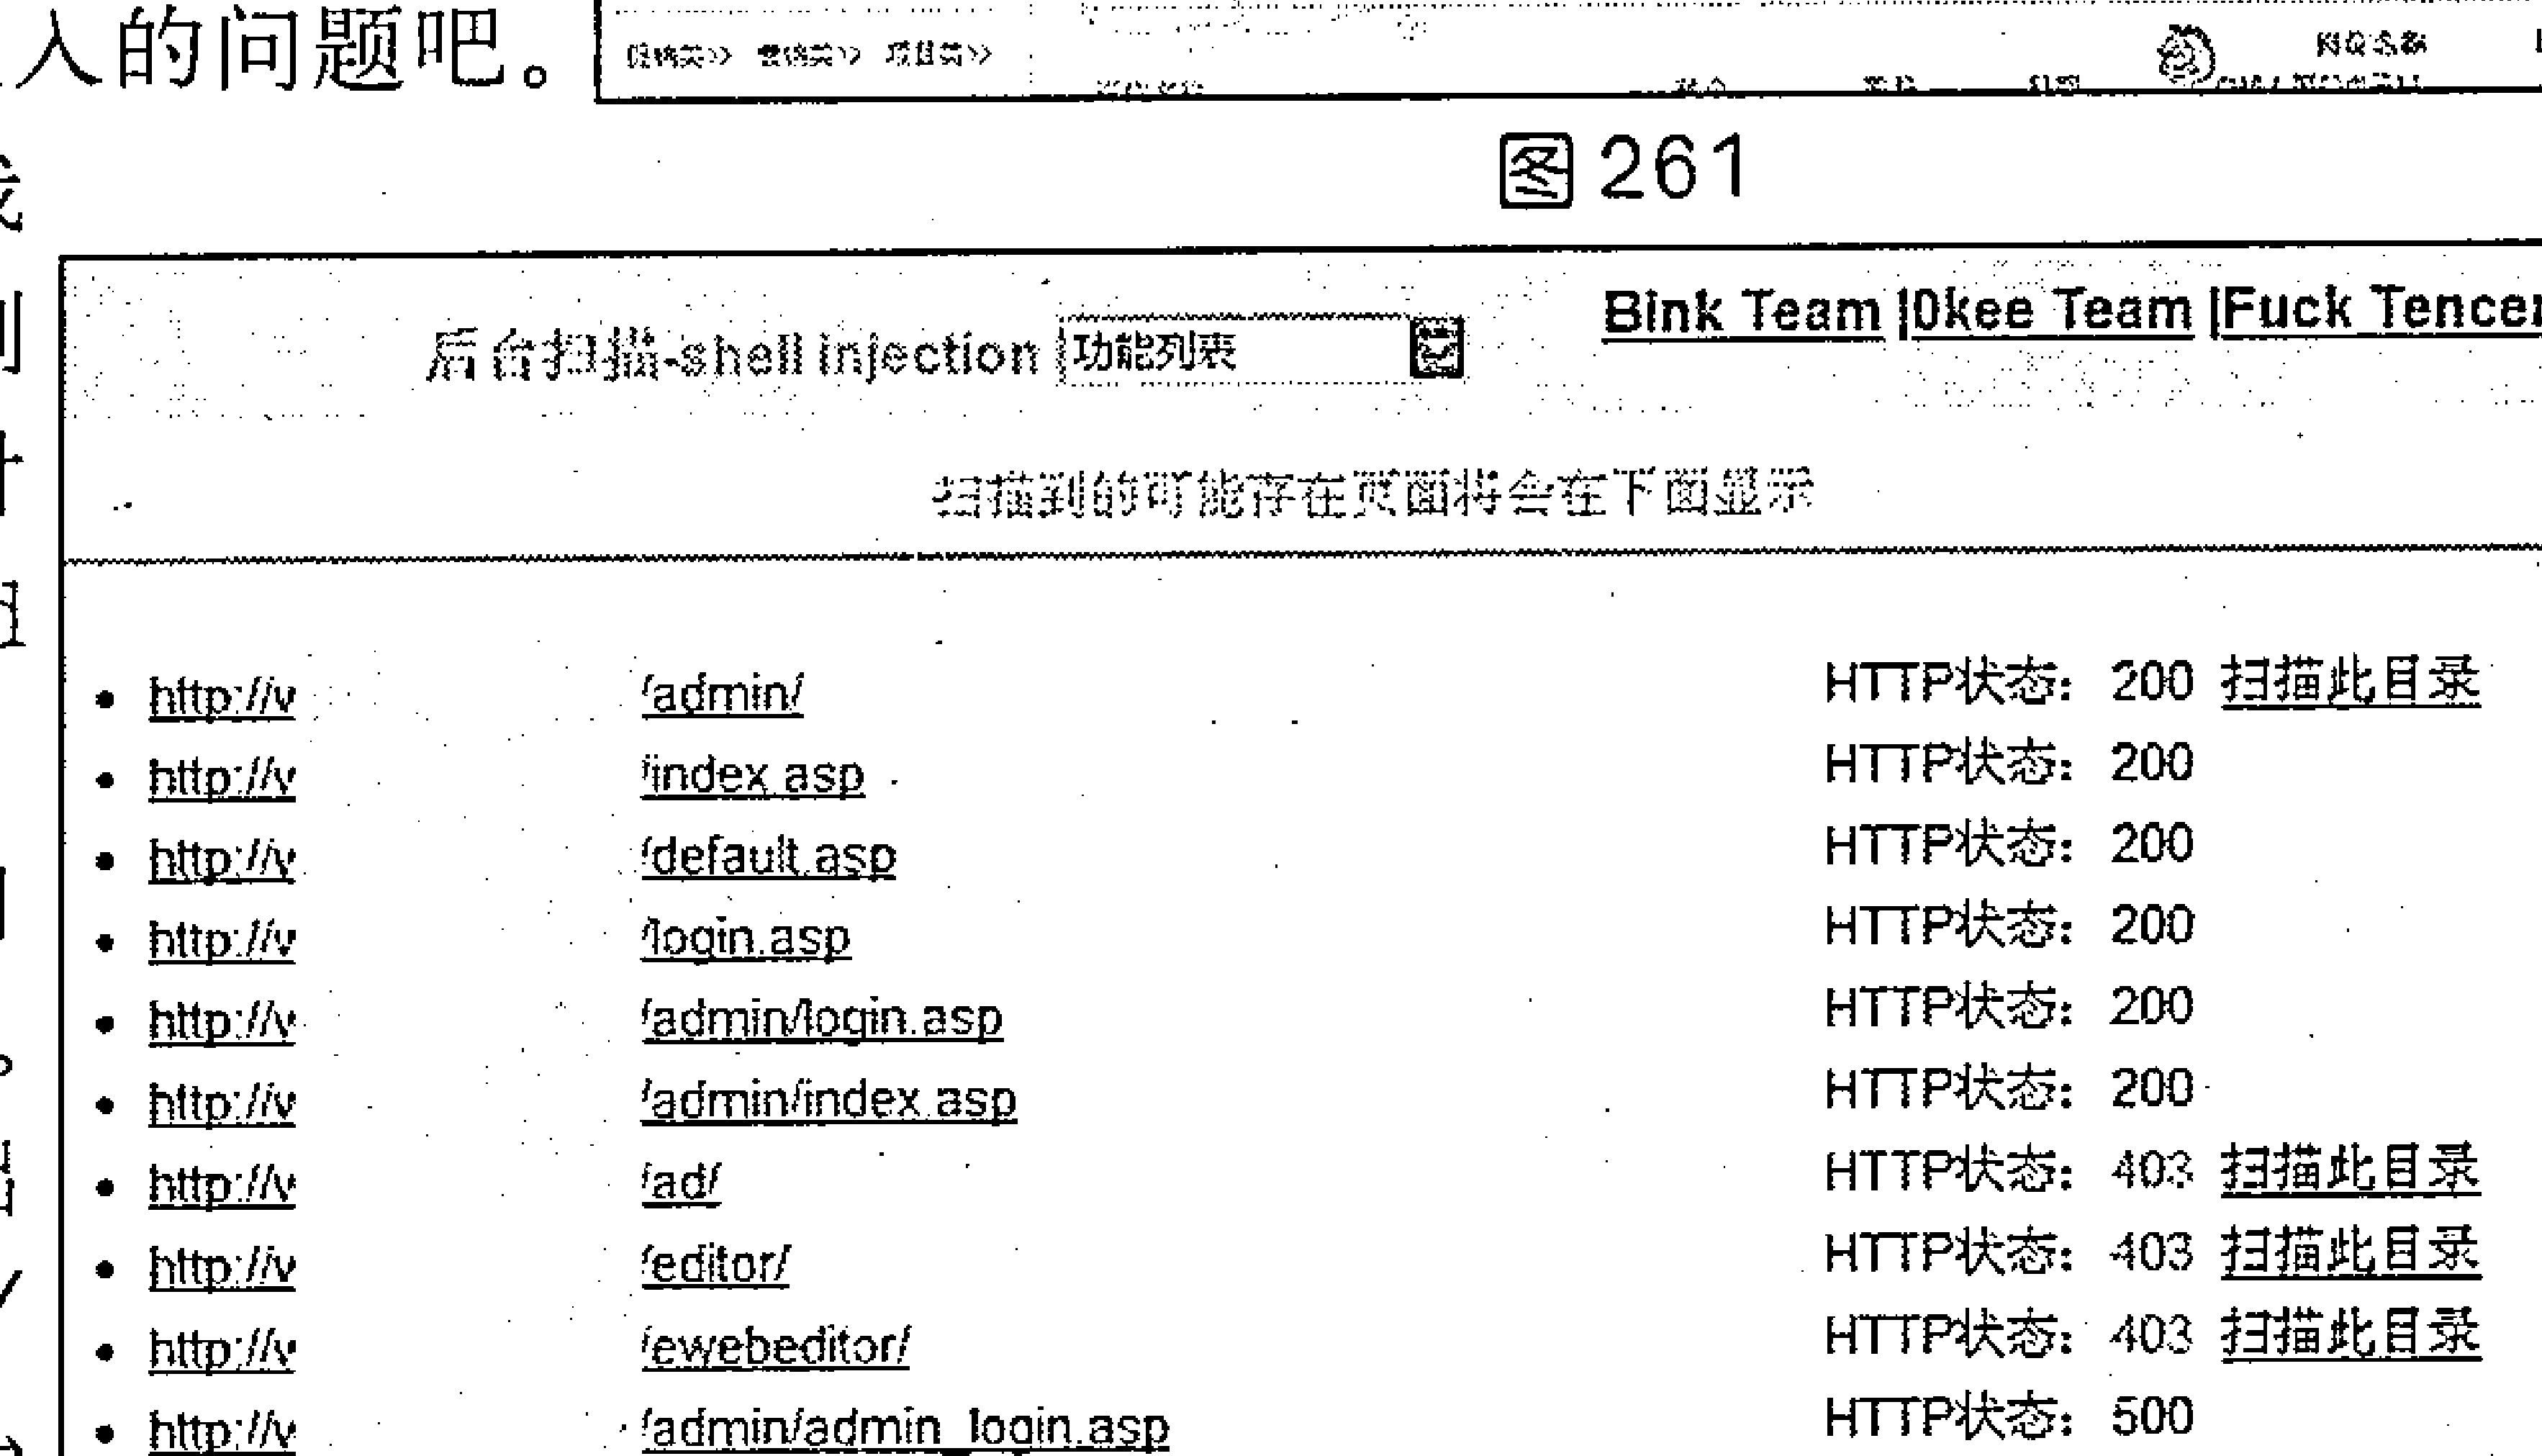 入的问题吧。
图 261
后台扫描-shell injection 功能列表
Bink Team |0kee Team |Fuck Tencen
扫描到的可能存在页面将会在下面显示
• http://v /admin/ HTTP状态: 200 扫描此目录
• http://v /index.asp HTTP状态: 200
• http://v /default.asp HTTP状态: 200
• http://v /login.asp HTTP状态: 200
• http://v /admin/login.asp HTTP状态: 200
• http://v /admin/index.asp HTTP状态: 200
• http://v /ad/ HTTP状态: 403 扫描此目录
• http://v /editor/ HTTP状态: 403 扫描此目录
• http://v /ewebeditor/ HTTP状态: 403 扫描此目录
• http://v /admin/admin_login.asp HTTP状态: 500